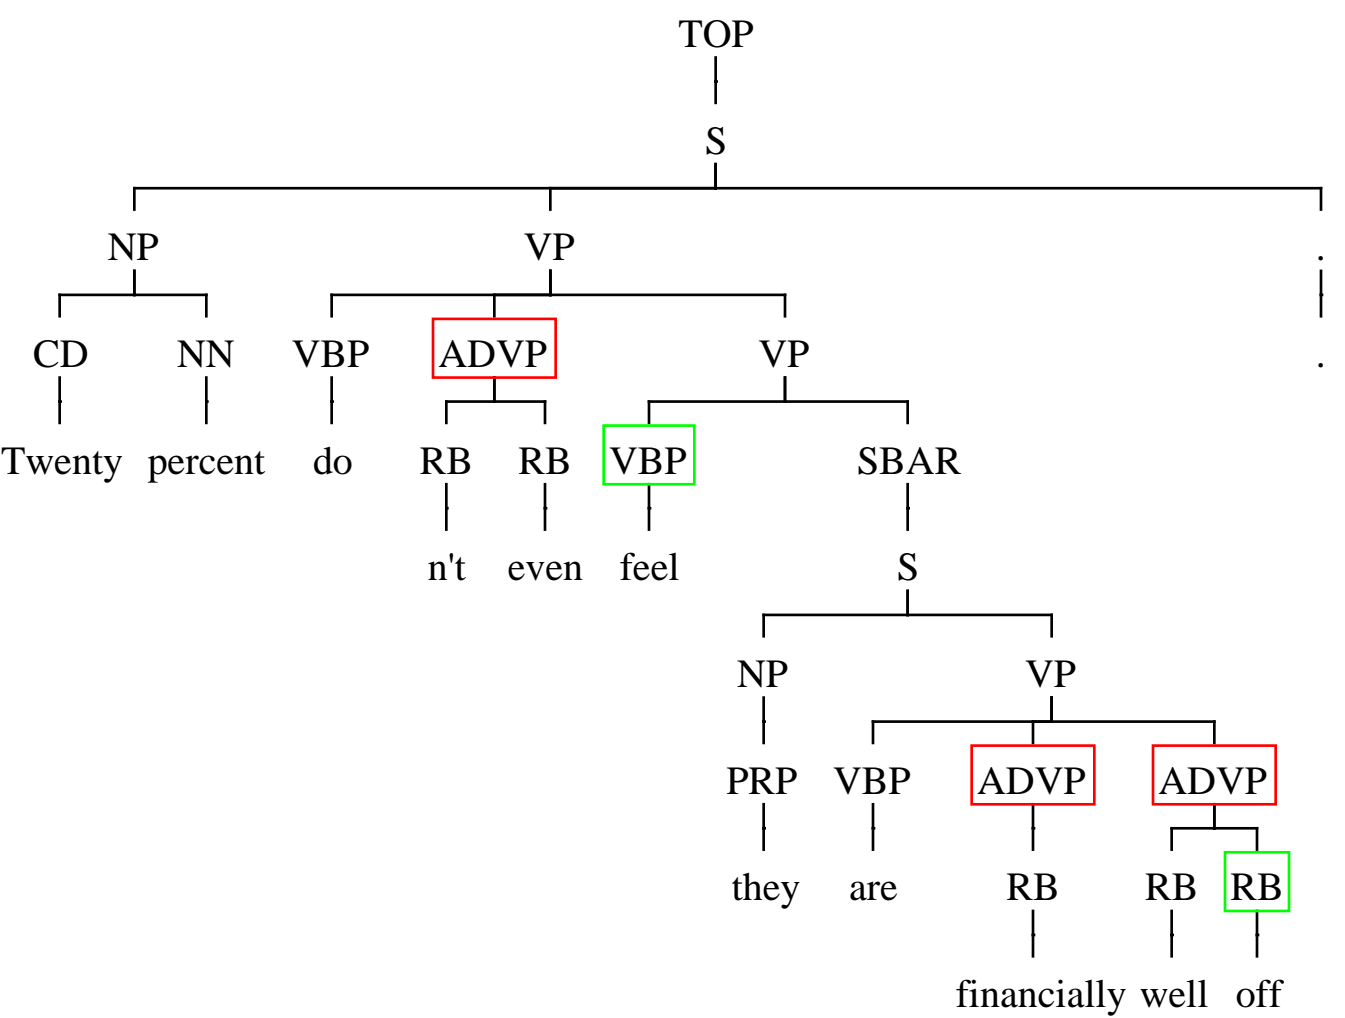 TOP
S
NP VP .
CD NN VBP ADVP VP .
Twenty percent do RB RB VBP SBAR
n't even feel S
NP VP
PRP VBP ADVP ADVP
they are RB RB RB
financially well off